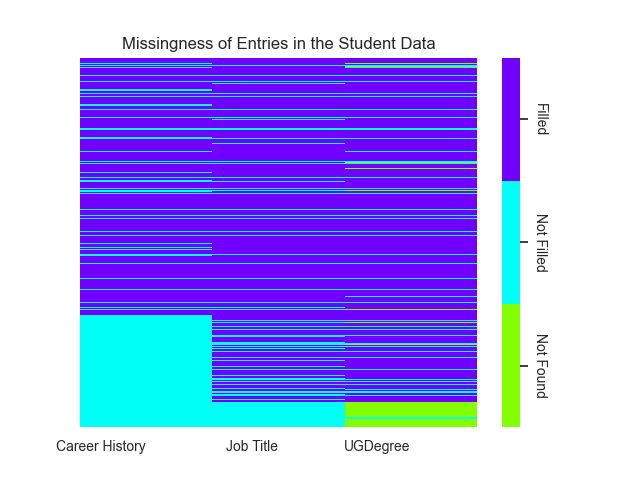 Missingness of Entries in the Student Data
Filled
Not Filled
Not Found
Career History
Job Title
UGDegree